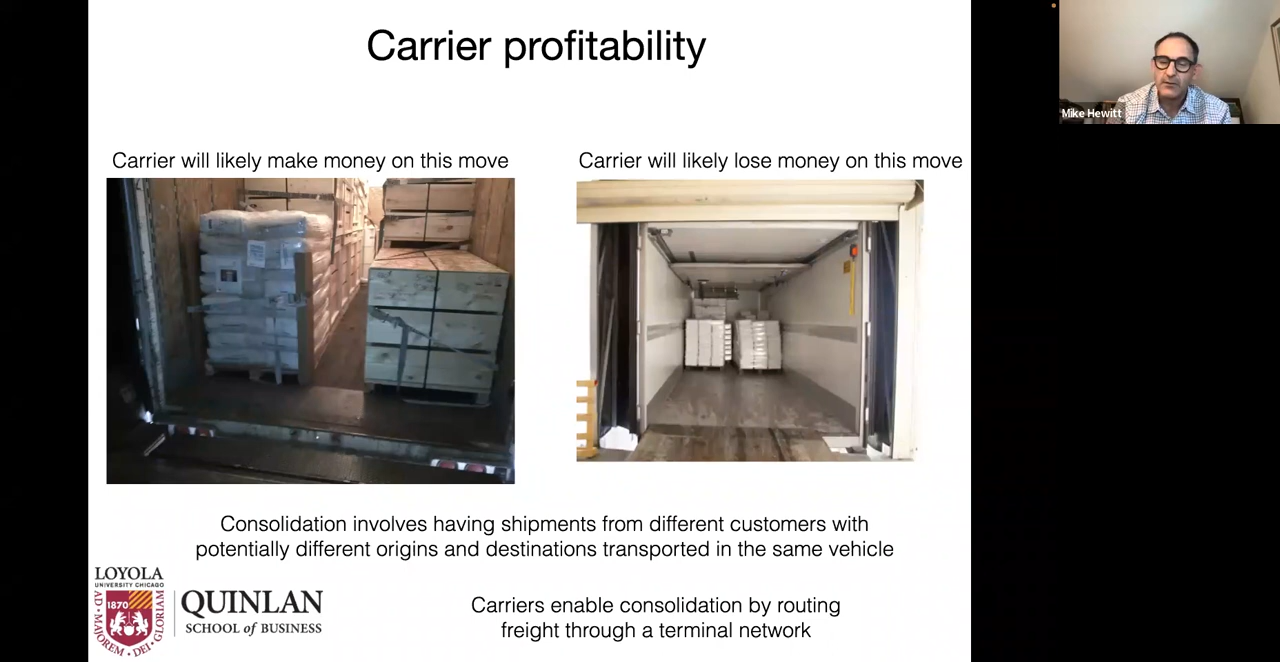 Carrier profitability
Mike Hewitt
Carrier will likely make money on this move
Carrier will likely lose money on this move
Consolidation involves having shipments from different customers with
potentially different origins and destinations transported in the same vehicle
LOYOLA
UNIVERSITY CHICAGO
1870
AD • MAJOREM • DEI • GLORIAM
QUINLAN
SCHOOL of BUSINESS
Carriers enable consolidation by routing
freight through a terminal network